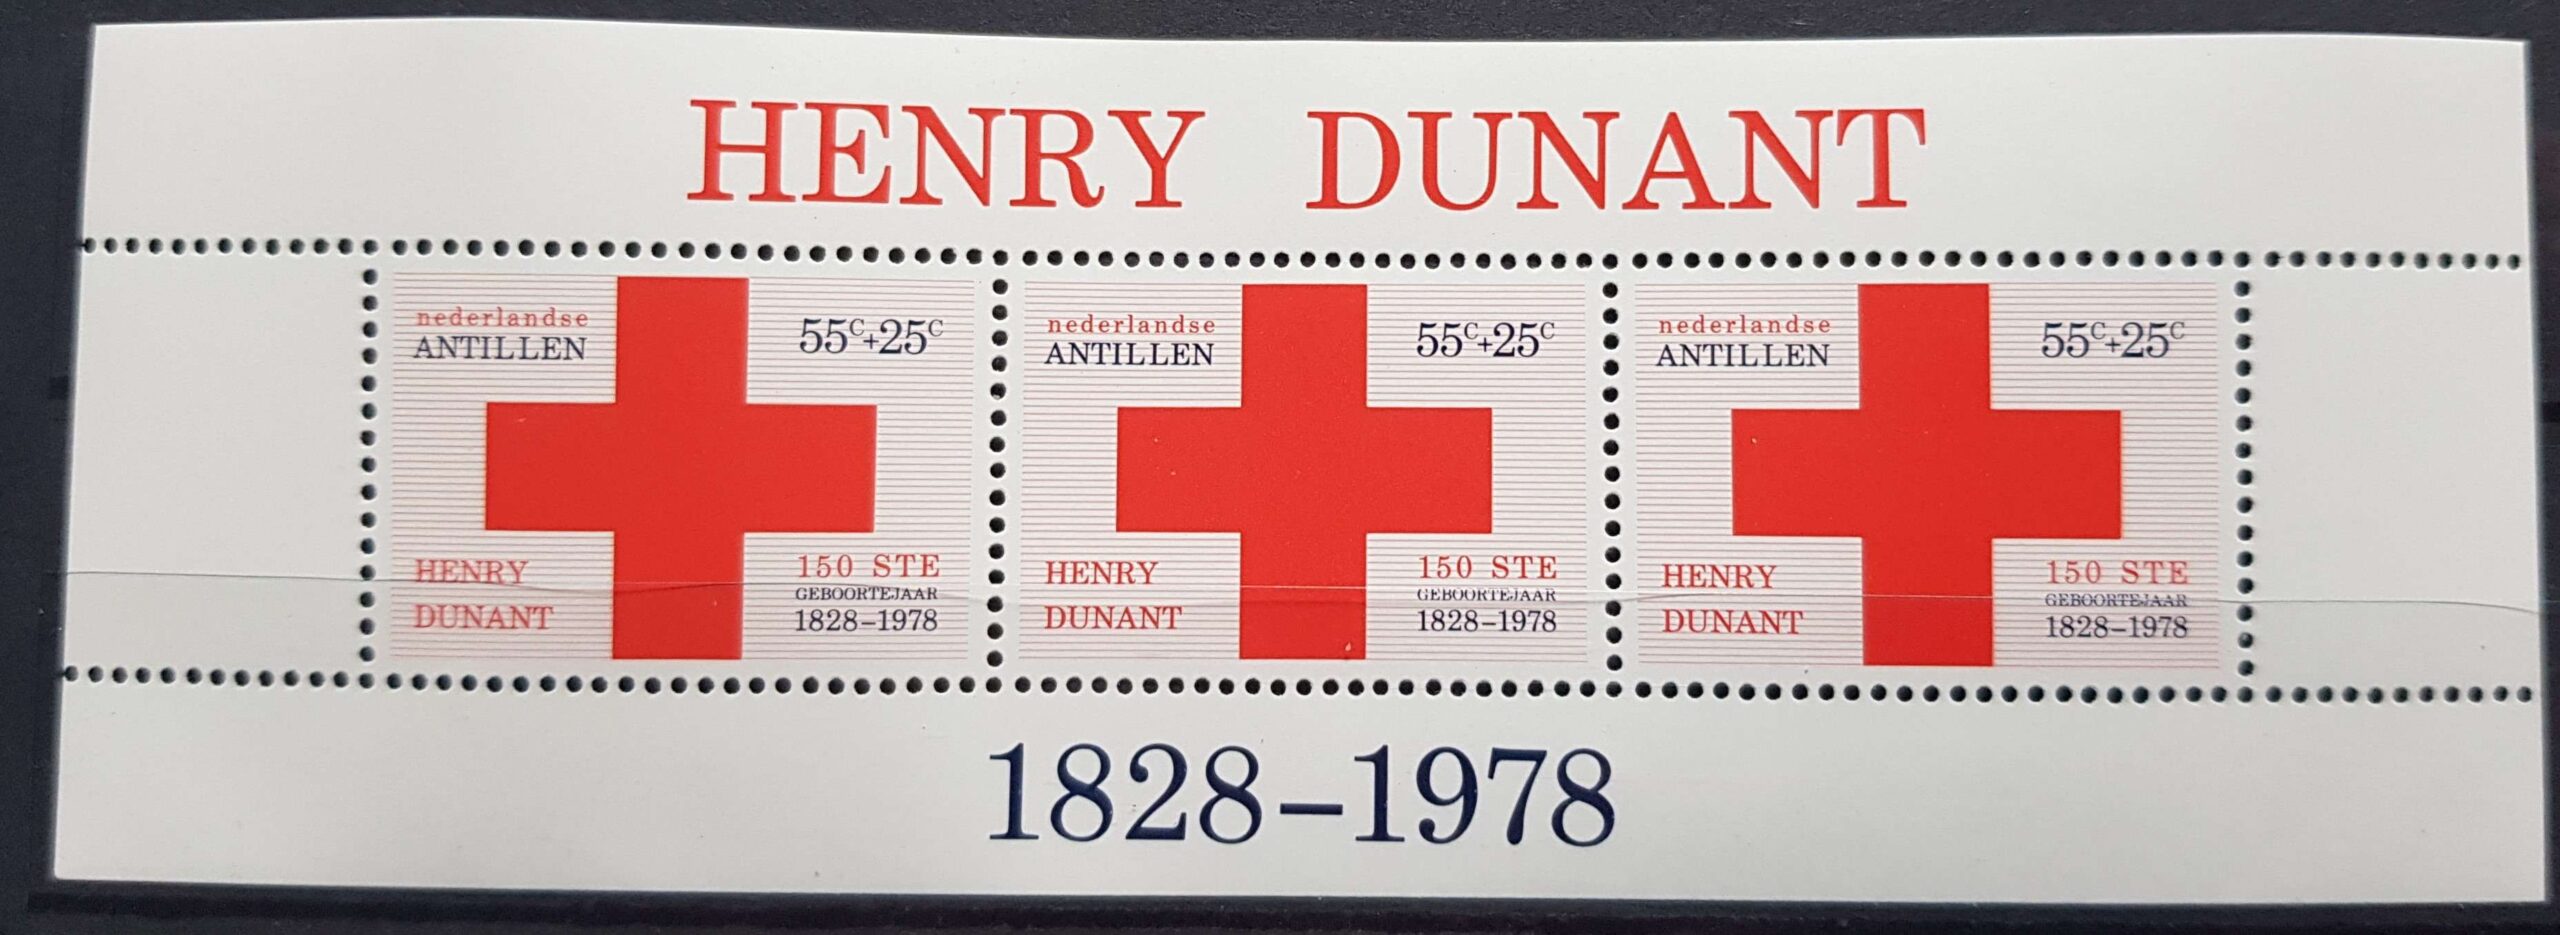 HENRY DUNANT
nederlandse
ANTILLEN
55C+25C
HENRY
DUNANT
150 STE
GEBOORTEJAAR
1828-1978
nederlandse
ANTILLEN
55C+25C
HENRY
DUNANT
150 STE
GEBOORTEJAAR
1828-1978
nederlandse
ANTILLEN
55C+25C
HENRY
DUNANT
150 STE
GEBOORTEJAAR
1828-1978
1828-1978